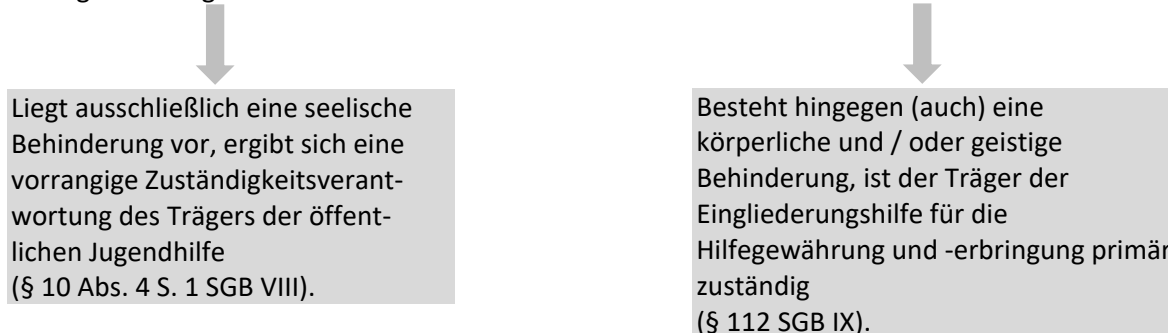 Liegt ausschließlich eine seelische
Behinderung vor, ergibt sich eine
vorrangige Zuständigkeitsverant-
wortung des Trägers der öffent-
lichen Jugendhilfe
(§ 10 Abs. 4 S. 1 SGB VIII).
Besteht hingegen (auch) eine
körperliche und / oder geistige
Behinderung, ist der Träger der
Eingliederungshilfe für die
Hilfegewährung und -erbringung primär
zuständig
(§ 112 SGB IX).